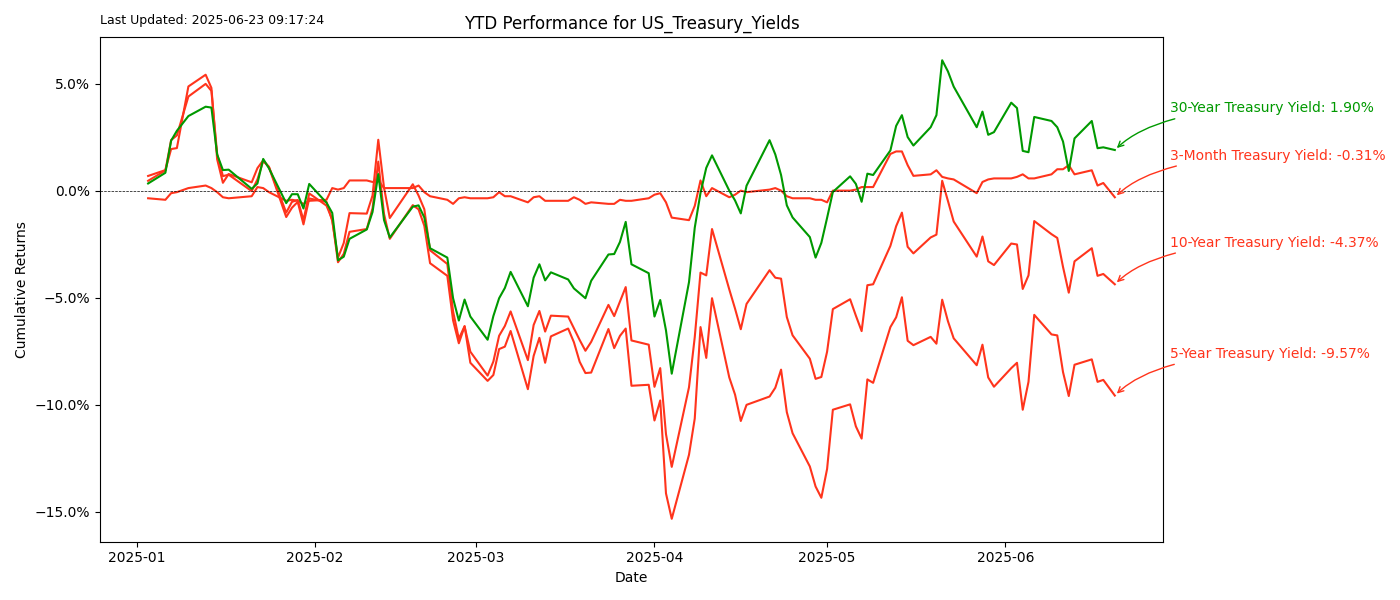 Last Updated: 2025-06-23 09:17:24
YTD Performance for US_Treasury_Yields
Cumulative Returns
5.0%
0.0%
−5.0%
−10.0%
−15.0%
30-Year Treasury Yield: 1.90%
3-Month Treasury Yield: -0.31%
10-Year Treasury Yield: -4.37%
5-Year Treasury Yield: -9.57%
2025-01
2025-02
2025-03
2025-04
2025-05
2025-06
Date